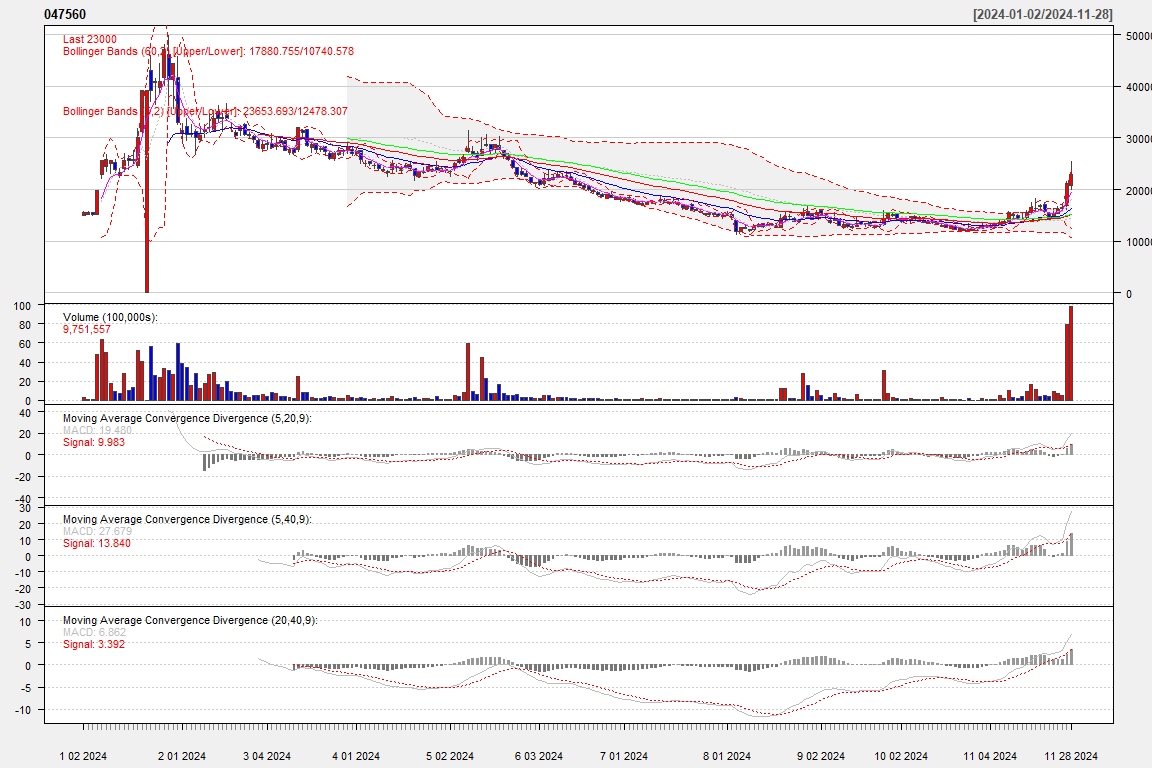 047560 [2024-01-02/2024-11-28]
Last 23000
Bollinger Bands (60,2) [Upper/Lower]: 17880.755/10740.578
Bollinger Bands ,2) [Upper/Lower]: 23653.693/12478.307
50000
40000
30000
20000
10000
0
Volume (100,000s):
9,751,557
100
80
60
40
20
0
Moving Average Convergence Divergence (5,20,9):
MACD: 19.480
Signal: 9.983
40
20
0
-20
-40
Moving Average Convergence Divergence (5,40,9):
MACD: 27.679
Signal: 13.840
30
20
10
0
-10
-20
-30
Moving Average Convergence Divergence (20,40,9):
MACD: 6.862
Signal: 3.392
10
5
0
-5
-10
1 02 2024 2 01 2024 3 04 2024 4 01 2024 5 02 2024 6 03 2024 7 01 2024 8 01 2024 9 02 2024 10 02 2024 11 04 2024 11 28 2024